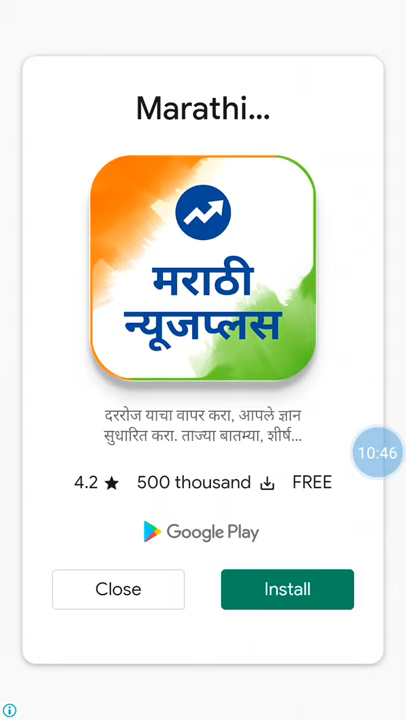 Marathi...
मराठी
न्यूजप्लस
दररोज याचा वापर करा, आपले ज्ञान
सुधारित करा. ताज्या बातम्या, शीर्ष...
10:46
4.2 ★ 500 thousand FREE
Google Play
Close Install